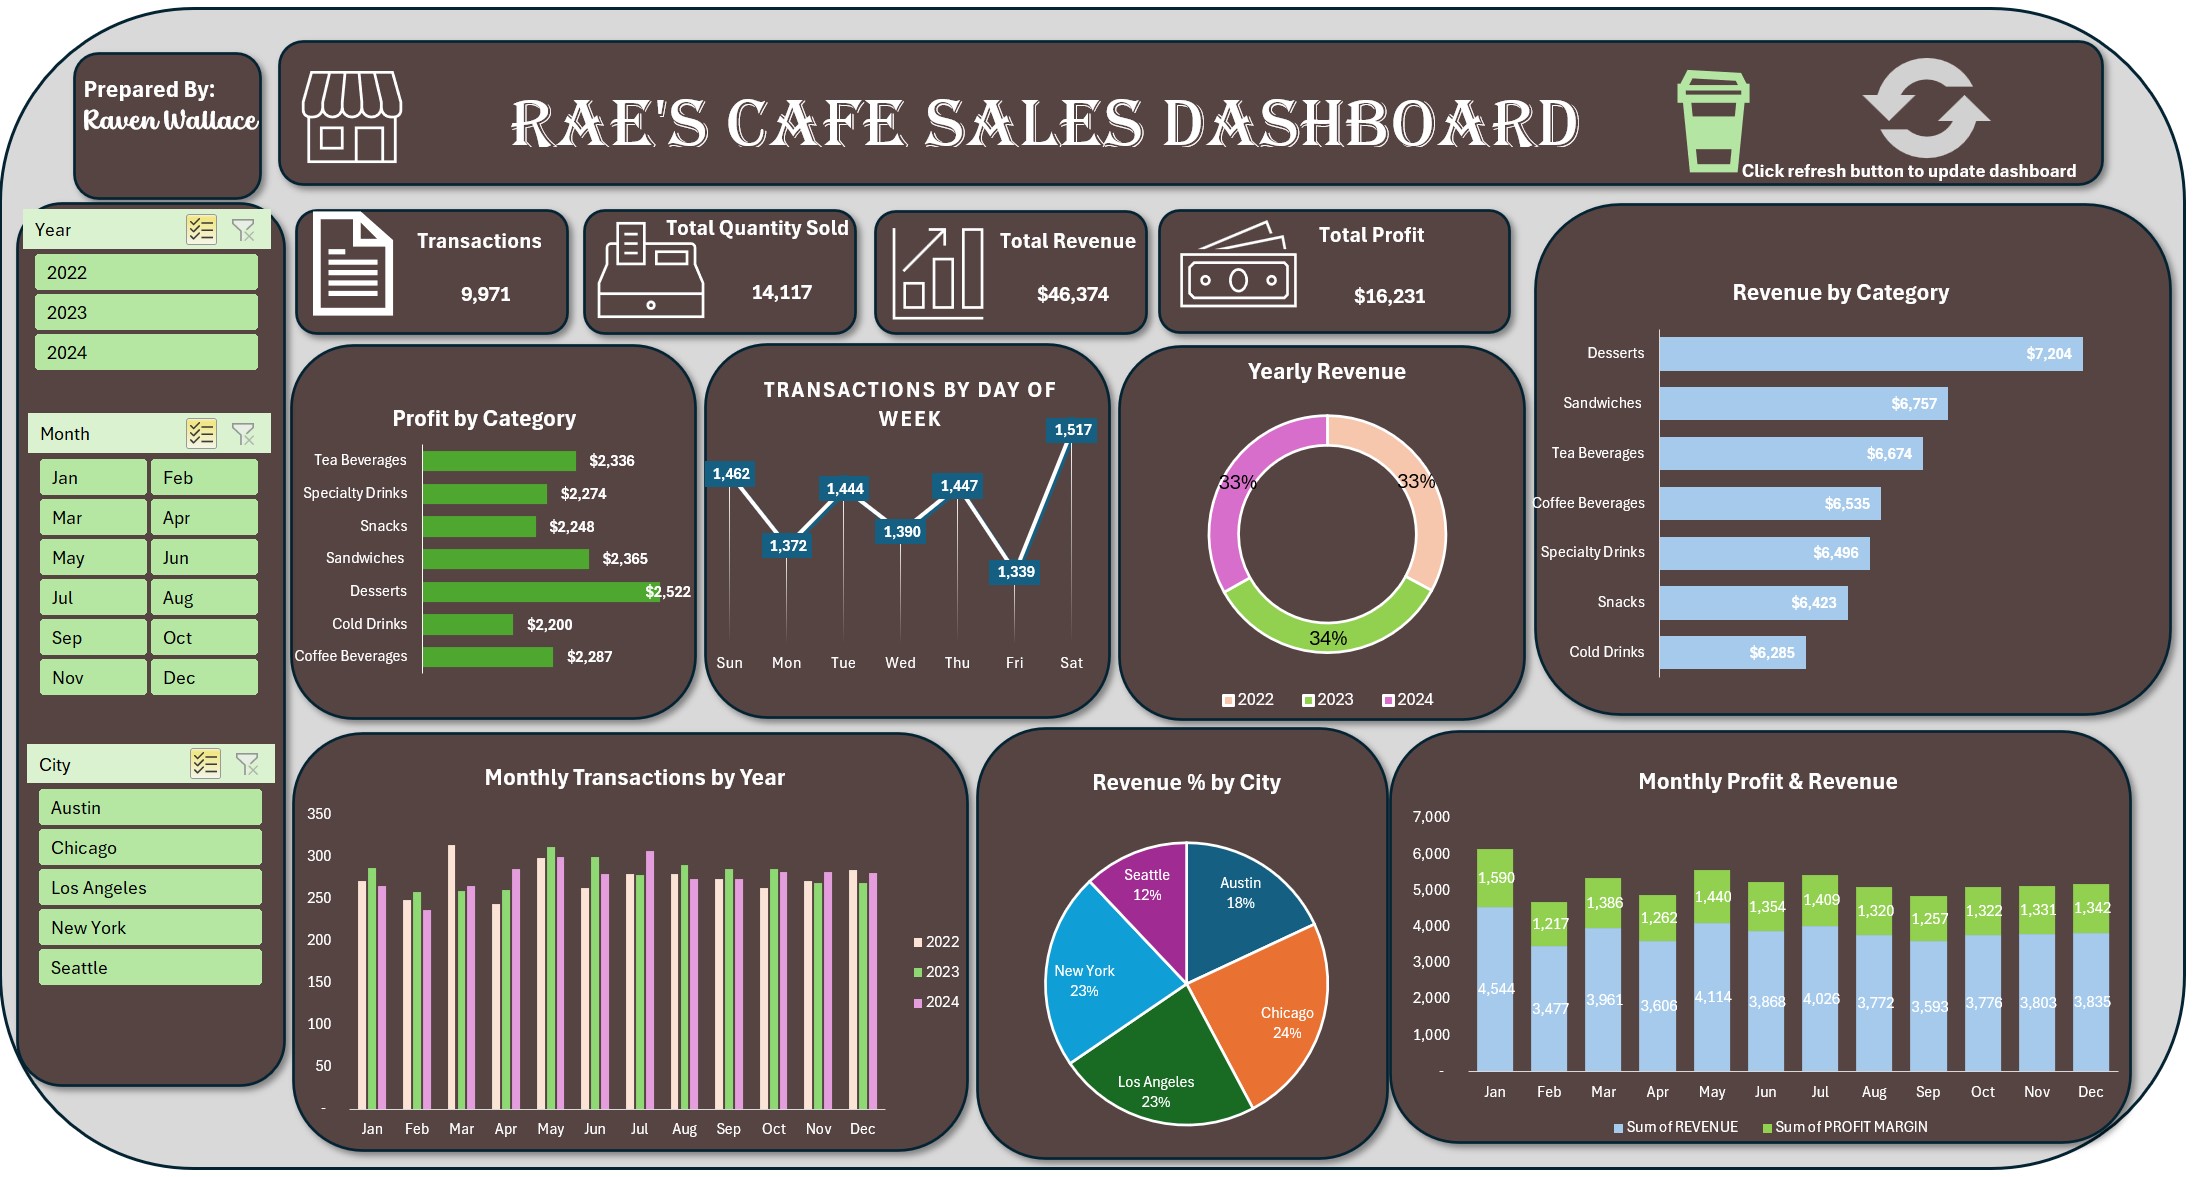 Prepared By:
Raven Wallace
RAE'S CAFE SALES DASHBOARD
Click refresh button to update dashboard
Year
2022
2023
2024
Month
Jan Feb
Mar Apr
May Jun
Jul Aug
Sep Oct
Nov Dec
City
Austin
Chicago
Los Angeles
New York
Seattle
Transactions
9,971
Total Quantity Sold
14,117
Total Revenue
$46,374
Total Profit
$16,231
Profit by Category
Tea Beverages $2,336
Specialty Drinks $2,274
Snacks $2,248
Sandwiches $2,365
Desserts $2,522
Cold Drinks $2,200
Coffee Beverages $2,287
TRANSACTIONS BY DAY OF
WEEK
1,462 1,372 1,444 1,390 1,447 1,339 1,517
Sun Mon Tue Wed Thu Fri Sat
Yearly Revenue
33% 33%
34%
2022 2023 2024
Revenue by Category
Desserts $7,204
Sandwiches $6,757
Tea Beverages $6,674
Coffee Beverages $6,535
Specialty Drinks $6,496
Snacks $6,423
Cold Drinks $6,285
Monthly Transactions by Year
350
300
250
200
150
100
50
-
Jan Feb Mar Apr May Jun Jul Aug Sep Oct Nov Dec
2022
2023
2024
Revenue % by City
Austin
18%
Chicago
24%
Los Angeles
23%
New York
23%
Seattle
12%
Monthly Profit & Revenue
7,000
6,000
5,000
4,000
3,000
2,000
1,000
-
1,590 1,217 1,386 1,262 1,440 1,354 1,409 1,320 1,257 1,322 1,331 1,342
4,544 3,477 3,961 3,606 4,114 3,868 4,026 3,772 3,593 3,776 3,803 3,835
Jan Feb Mar Apr May Jun Jul Aug Sep Oct Nov Dec
Sum of REVENUE Sum of PROFIT MARGIN